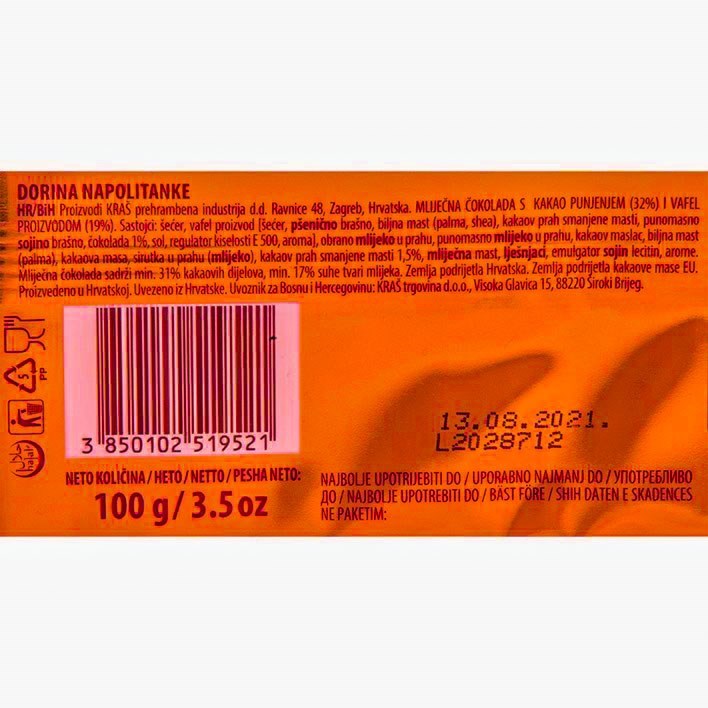 DORINA NAPOLITANKE
HR/BiH Proizvodi KRAŠ prehrambena industrija d.d. Ravnice 48, Zagreb, Hrvatska. MLIJEČNA ČOKOLADA S KAKAO PUNJENJEM (32%) I VAFEL
PROIZVODOM (19%). Sastojci: šećer, vafel proizvod [šećer, pšenično brašno, biljna mast (palma, shea), kakaov prah smanjene masti, punomasno
sojino brašno, čokolada 1%, sol, regulator kiselosti E 500, aroma], obrano mlijeko u prahu, punomasno mlijeko u prahu, kakaov maslac, biljna mast
(palma), kakaova masa, sirutka u prahu (mlijeko), kakaov prah smanjene masti 1,5%, mliječna mast, lješnjaci, emulgator sojin lecitin, arome.
Mliječna čokolada sadrži min. 31% kakaovih dijelova, min. 17% suhe tvari mlijeka. Zemlja podrijetla Hrvatska. Zemlja podrijetla kakaove mase EU.
Proizvedeno u Hrvatskoj. Uvezeno iz Hrvatske. Uvoznik za Bosnu i Hercegovinu: KRAŠ trgovina d.o.o., Visoka Glavica 15, 88220 Široki Brijeg.
5
PP
حلال
halal
3 850102 519521
13.08.2021.
L2028712
NETO KOLIČINA / НЕТО / NETTO / PESHA NETO:
100 g/ 3.5 oz
NAJBOLJE UPOTRIJEBITI DO / UPORABNO NAJMANJ DO / УПОТРЕБЛИВО
ДО / NAJBOLJE UPOTREBITI DO / BÄST FÖRE / SHIH DATEN E SKADENCES
NE PAKETIM: